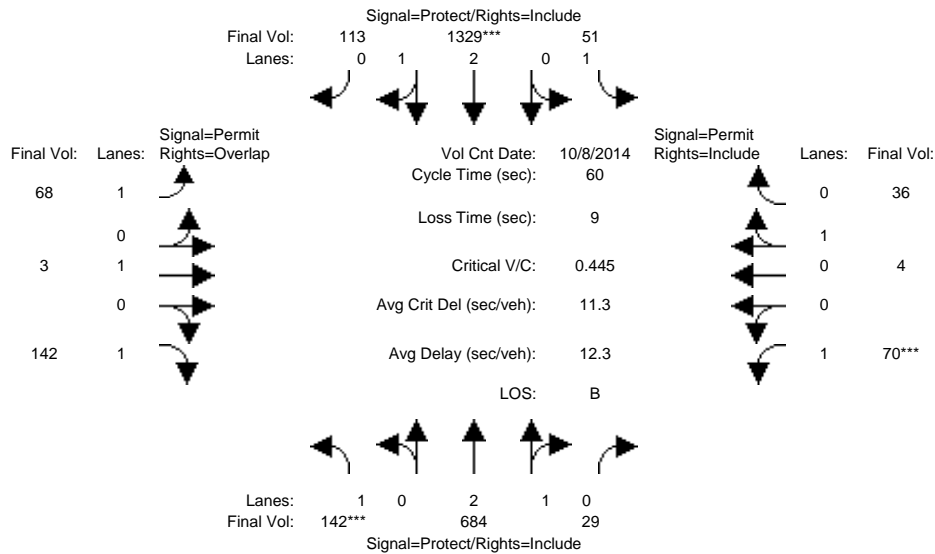 Signal=Protect/Rights=Include
Final Vol: 113 1329*** 51
Lanes: 0 1 2 0 1
Signal=Permit Signal=Permit
Final Vol: Lanes: Rights=Overlap Vol Cnt Date: 10/8/2014 Rights=Include Lanes: Final Vol:
Cycle Time (sec): 60
68 1 0 36
Loss Time (sec): 9
0 1
3 1 Critical V/C: 0.445 0 4
0 Avg Crit Del (sec/veh): 11.3 0
142 1 Avg Delay (sec/veh): 12.3 1 70***
LOS: B
Lanes: 1 0 2 1 0
Final Vol: 142*** 684 29
Signal=Protect/Rights=Include